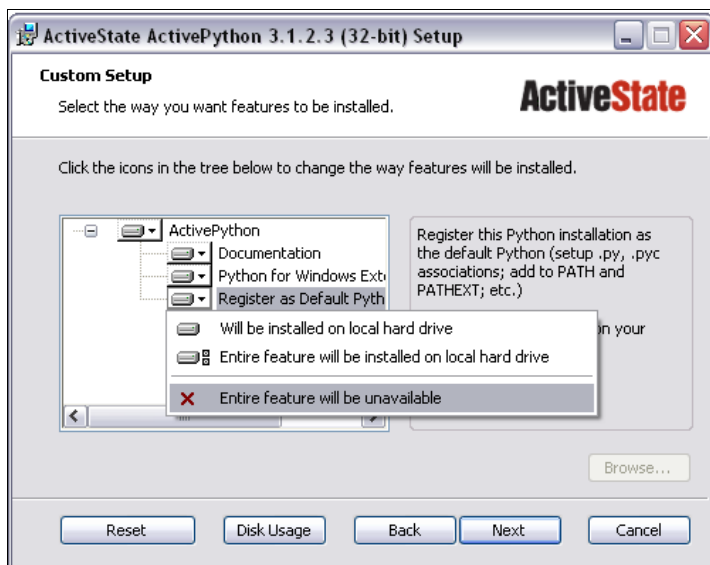 ActiveState ActivePython 3.1.2.3 (32-bit) Setup
Custom Setup
Select the way you want features to be installed.
ActiveState
Click the icons in the tree below to change the way features will be installed.
ActivePython
Documentation
Python for Windows Exte
Register as Default Pyth
Register this Python installation as
the default Python (setup .py, .pyc
associations; add to PATH and
PATHEXT; etc.)
on your
Will be installed on local hard drive
Entire feature will be installed on local hard drive
Entire feature will be unavailable
Browse...
Reset
Disk Usage
Back
Next
Cancel